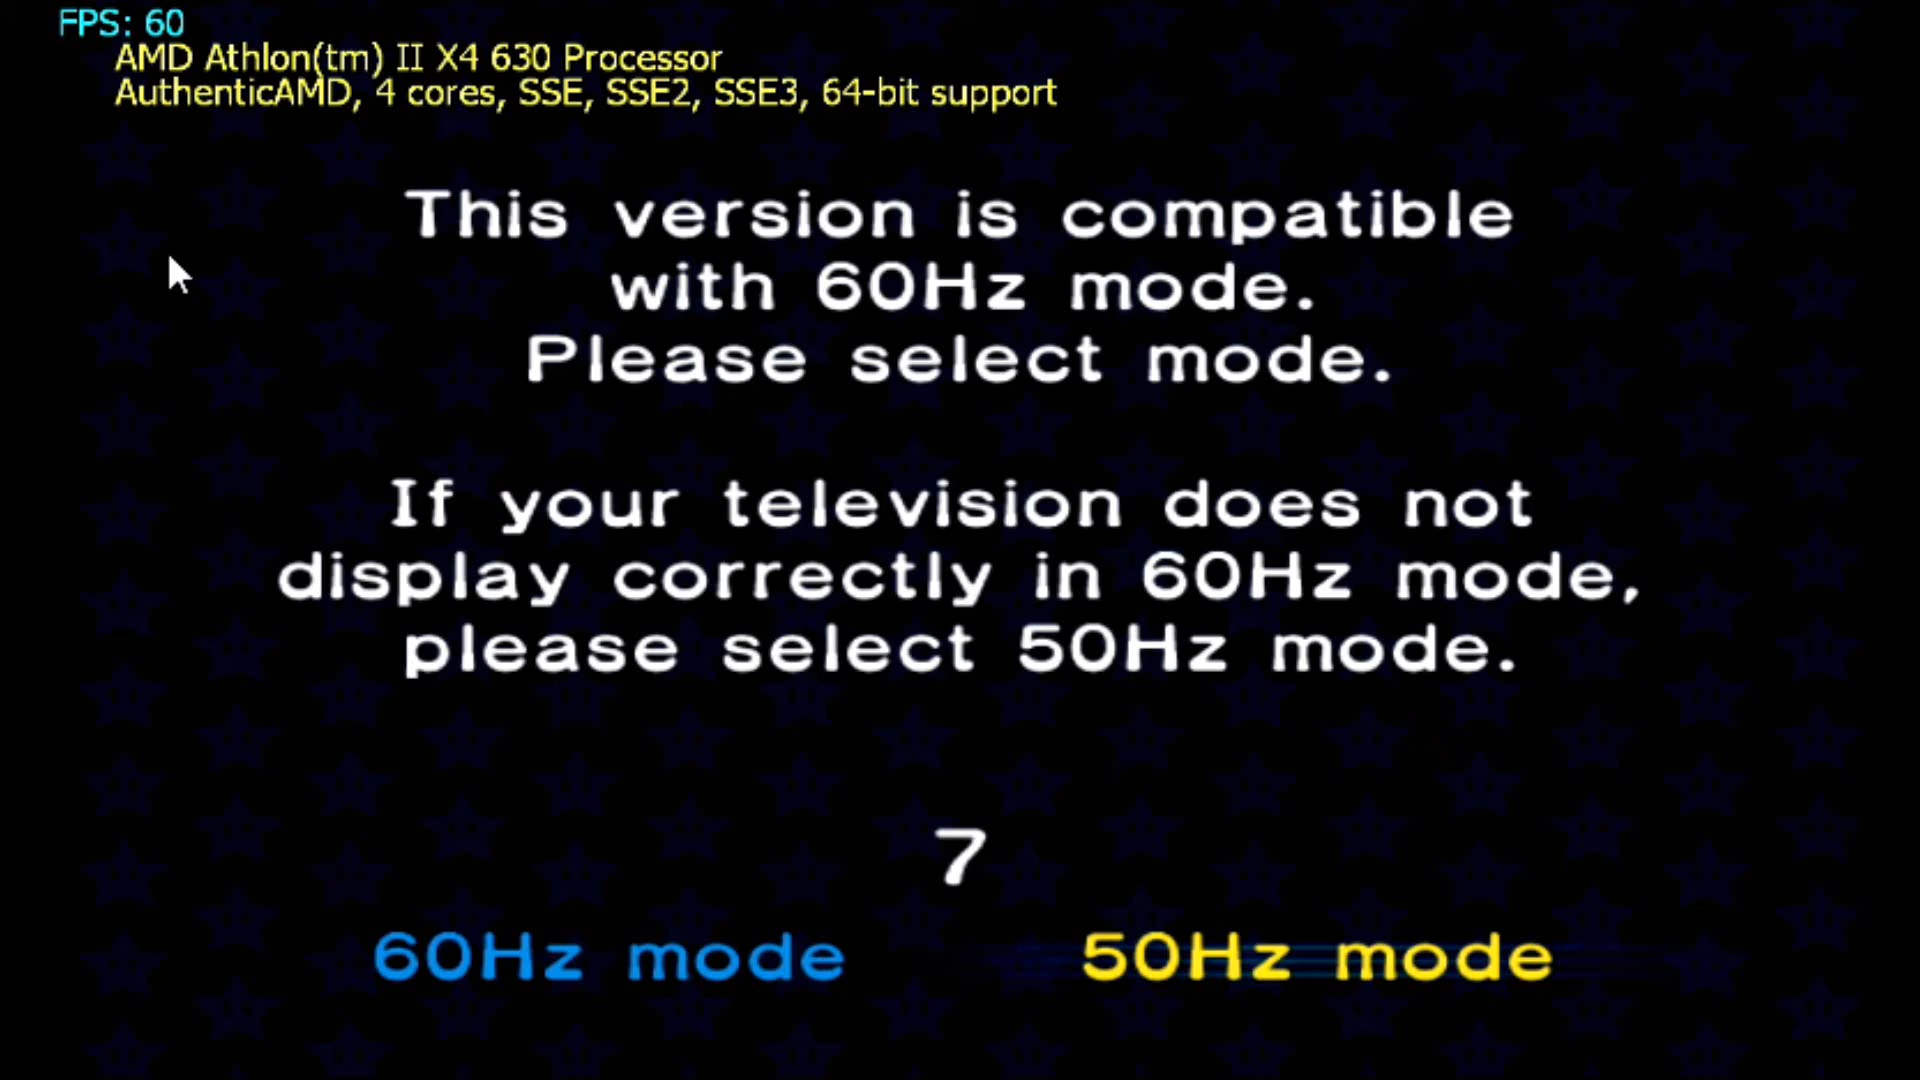 FPS: 60
AMD Athlon(tm) II X4 630 Processor
AuthenticAMD, 4 cores, SSE, SSE2, SSE3, 64-bit support
This version is compatible
with 60Hz mode.
Please select mode.
If your television does not
display correctly in 60Hz mode,
please select 50Hz mode.
7
60Hz mode 50Hz mode